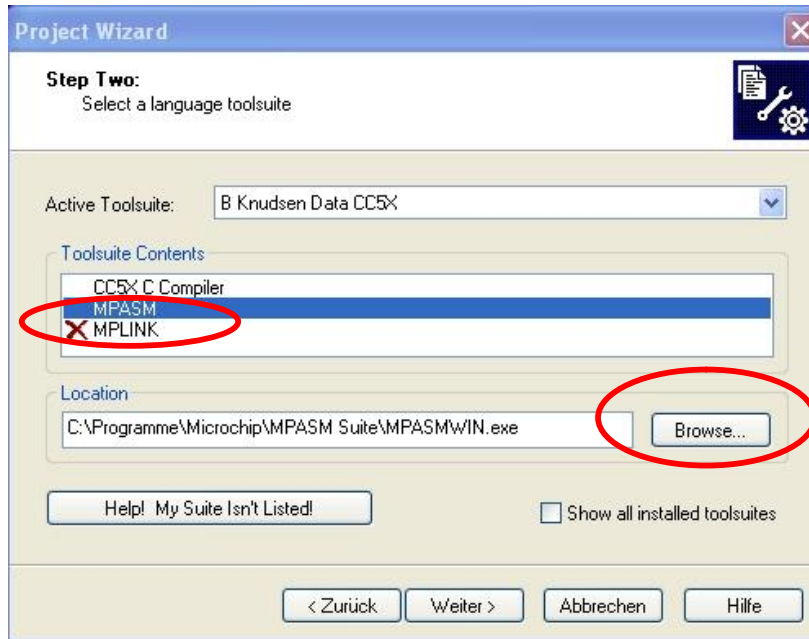 Project Wizard
Step Two:
Select a language toolsuite
Active Toolsuite: B Knudsen Data CC5X
Toolsuite Contents
CC5X C Compiler
MPASM
MPLINK
Location
C:\Programme\Microchip\MPASM Suite\MPASMWIN.exe Browse...
Help! My Suite Isn't Listed! Show all installed toolsuites
< Zurück Weiter > Abbrechen Hilfe